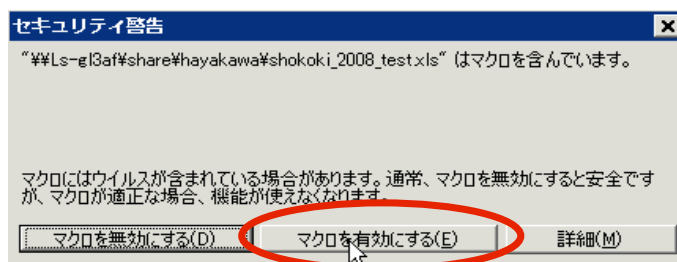 セキュリティ警告
"¥¥Ls-gl3af¥share¥hayakawa¥shokoki_2008_test.xls" はマクロを含んでいます。
マクロにはウイルスが含まれている場合があります。通常、マクロを無効にすると安全です
が、マクロが適正な場合、機能が使えなくなります。
マクロを無効にする(D) マクロを有効にする(E) 詳細(M)